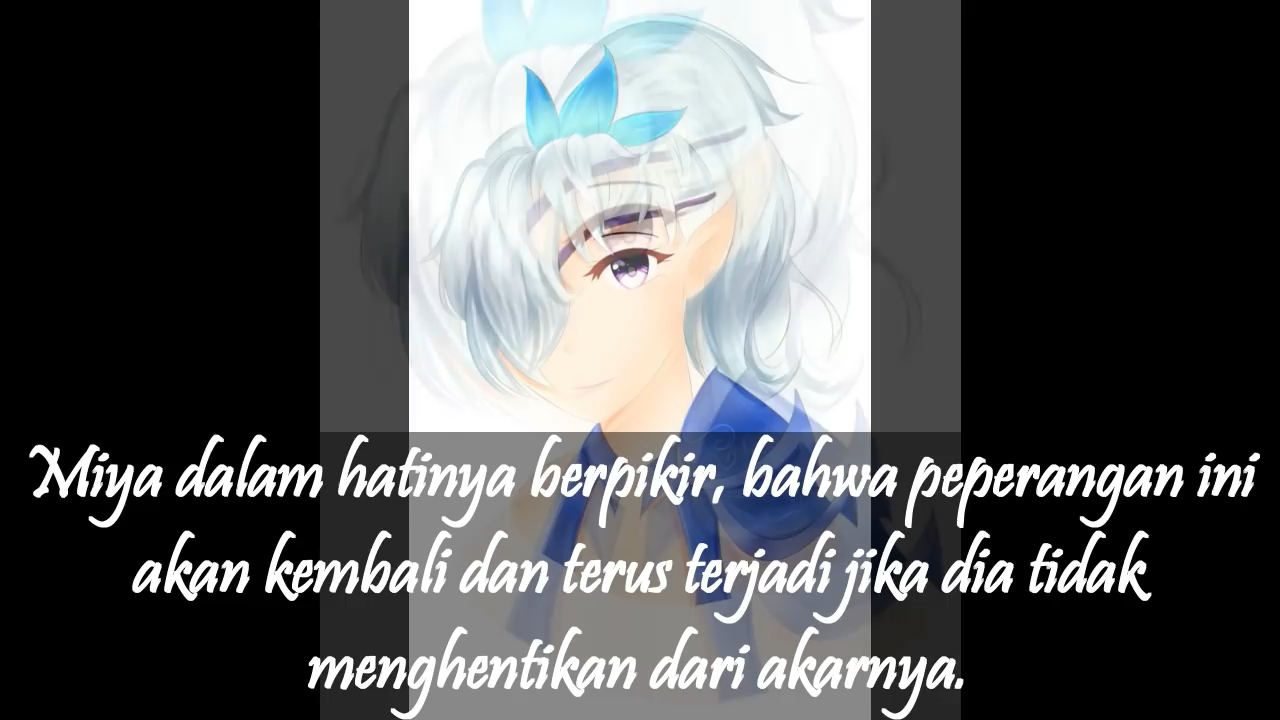 Miya dalam hatinya berpikir, bahwa peperangan ini
akan kembali dan terus terjadi jika dia tidak
menghentikan dari akarnya.